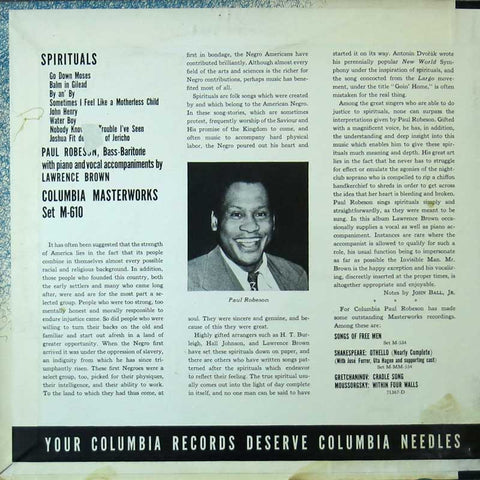 SPIRITUALS
Go Down Moses
Balm in Gilead
By an' By
Sometimes I Feel Like a Motherless Child
John Henry
Water Boy
Nobody Knows Trouble I've Seen
Joshua Fit de of Jericho
PAUL ROBESON, Bass-Baritone
with piano and vocal accompaniments by
LAWRENCE BROWN
COLUMBIA MASTERWORKS
Set M-610
It has often been suggested that the strength
of America lies in the fact that its people
combine in themselves almost every possible
racial and religious background. In addition,
those people who founded this country, both
the early settlers and many who came long
after, were and are for the most part a se-
lected group. People who were too strong, too
mentally honest and morally responsible to
endure injustice came. So did people who were
willing to turn their backs on the old and
familiar and start out afresh in a land of
greater opportunity. When the Negro first
arrived it was under the oppression of slavery,
an indignity from which he has since tri-
umphantly risen. These first Negroes were a
select group, too, picked for their physiques,
their intelligence, and their ability to work.
To the land to which they had thus come, at
first in bondage, the Negro Americans have
contributed brilliantly. Although almost every
field of the arts and sciences is the richer for
Negro contributions, perhaps music has bene-
fited most of all.
Spirituals are folk songs which were created
by and which belong to the American Negro.
In these song-stories, which are sometimes
protest, frequently worship of the Saviour and
His promise of the Kingdom to come, and
often music to accompany hard physical
labor, the Negro poured out his heart and
Paul Robeson
soul. They were sincere and genuine, and be-
cause of this they were great.
Highly gifted arrangers such as H. T. Bur-
leigh, Hall Johnson, and Lawrence Brown
have set these spirituals down on paper, and
there are others who have written songs pat-
terned after the spirituals which endeavor
to reflect their feeling. The true spiritual usu-
ally comes out into the light of day complete
in itself, and no one man can be said to have
started it on its way. Antonin Dvořák wrote
his perennially popular New World Sym-
phony under the inspiration of spirituals, and
the song concocted from the Largo move-
ment, under the title "Goin' Home," is often
mistaken for the real thing.
Among the great singers who are able to do
justice to spirituals, none can surpass the
interpretations given by Paul Robeson. Gifted
with a magnificent voice, he has, in addition,
the understanding and deep insight into this
music which enables him to give these spir-
ituals much meaning and depth. His great art
lies in the fact that he never has to struggle
for effect or emulate the agonies of the night-
club soprano who is compelled to rip a chiffon
handkerchief to shreds in order to get across
the idea that her heart is bleeding and broken.
Paul Robeson sings spirituals simply and
straightforwardly, as they were meant to be
sung. In this album Lawrence Brown occa-
sionally supplies a vocal as well as piano ac-
companiment. Instances are rare where the
accompanist is allowed to qualify for such a
role, his usual function being to impersonate
as far as possible the Invisible Man. Mr.
Brown is the happy exception and his vocaliz-
ing, discreetly inserted at the proper times, is
altogether appropriate and enjoyable.
Notes by JOHN BALL, JR.
* * *
For Columbia Paul Robeson has made
some outstanding Masterworks recordings.
Among these are:
SONGS OF FREE MEN
Set M-534
SHAKESPEARE: OTHELLO (Nearly Complete)
(With José Ferrer, Uta Hagen and supporting cast)
Set M-MM-554
GRETCHANINOV: CRADLE SONG
MOUSSORGSKY: WITHIN FOUR WALLS
71367-D
YOUR COLUMBIA RECORDS DESERVE COLUMBIA NEEDLES